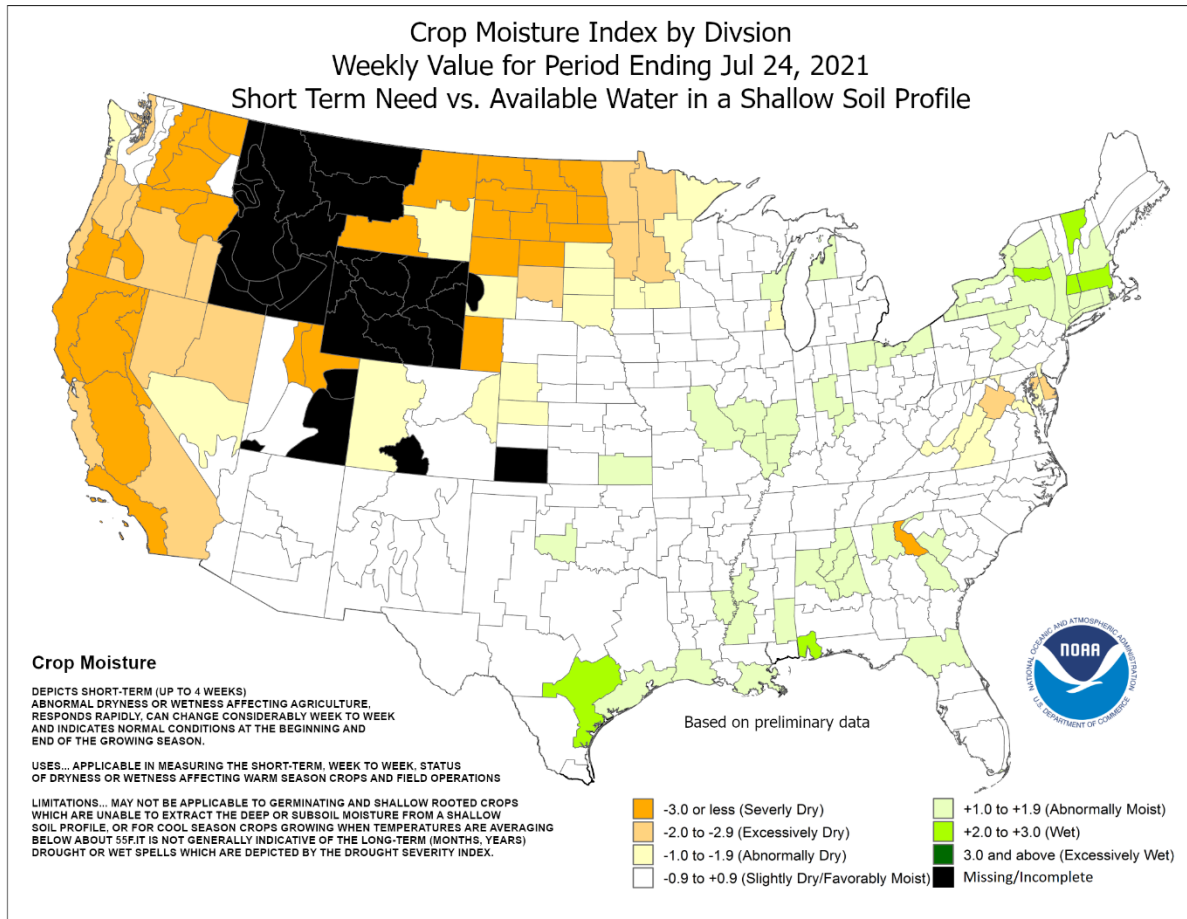 Crop Moisture Index by Divsion
Weekly Value for Period Ending Jul 24, 2021
Short Term Need vs. Available Water in a Shallow Soil Profile
NATIONAL OCEANIC AND ATMOSPHERIC ADMINISTRATION
NOAA
U.S. DEPARTMENT OF COMMERCE
Crop Moisture
DEPICTS SHORT-TERM (UP TO 4 WEEKS)
ABNORMAL DRYNESS OR WETNESS AFFECTING AGRICULTURE,
RESPONDS RAPIDLY, CAN CHANGE CONSIDERABLY WEEK TO WEEK
AND INDICATES NORMAL CONDITIONS AT THE BEGINNING AND
END OF THE GROWING SEASON.
USES... APPLICABLE IN MEASURING THE SHORT-TERM, WEEK TO WEEK, STATUS
OF DRYNESS OR WETNESS AFFECTING WARM SEASON CROPS AND FIELD OPERATIONS
LIMITATIONS... MAY NOT BE APPLICABLE TO GERMINATING AND SHALLOW ROOTED CROPS
WHICH ARE UNABLE TO EXTRACT THE DEEP OR SUBSOIL MOISTURE FROM A SHALLOW
SOIL PROFILE, OR FOR COOL SEASON CROPS GROWING WHEN TEMPERATURES ARE AVERAGING
BELOW ABOUT 55F.IT IS NOT GENERALLY INDICATIVE OF THE LONG-TERM (MONTHS, YEARS)
DROUGHT OR WET SPELLS WHICH ARE DEPICTED BY THE DROUGHT SEVERITY INDEX.
Based on preliminary data
-3.0 or less (Severly Dry)
-2.0 to -2.9 (Excessively Dry)
-1.0 to -1.9 (Abnormally Dry)
-0.9 to +0.9 (Slightly Dry/Favorably Moist)
+1.0 to +1.9 (Abnormally Moist)
+2.0 to +3.0 (Wet)
3.0 and above (Excessively Wet)
Missing/Incomplete